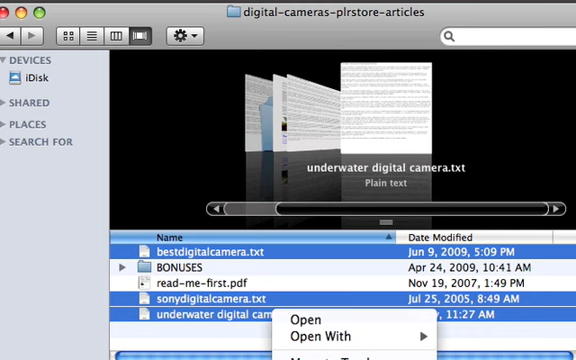 digital-cameras-plrstore-articles
DEVICES
iDisk
SHARED
PLACES
SEARCH FOR
underwater digital camera.txt
Plain text
Name Date Modified
bestdigitalcamera.txt Jun 9, 2009, 5:09 PM
BONUSES Apr 24, 2009, 10:41 AM
read-me-first.pdf Nov 19, 2007, 1:49 PM
sonydigitalcamera.txt Jul 25, 2005, 8:49 AM
underwater digital cam , 11:27 AM
Open
Open With